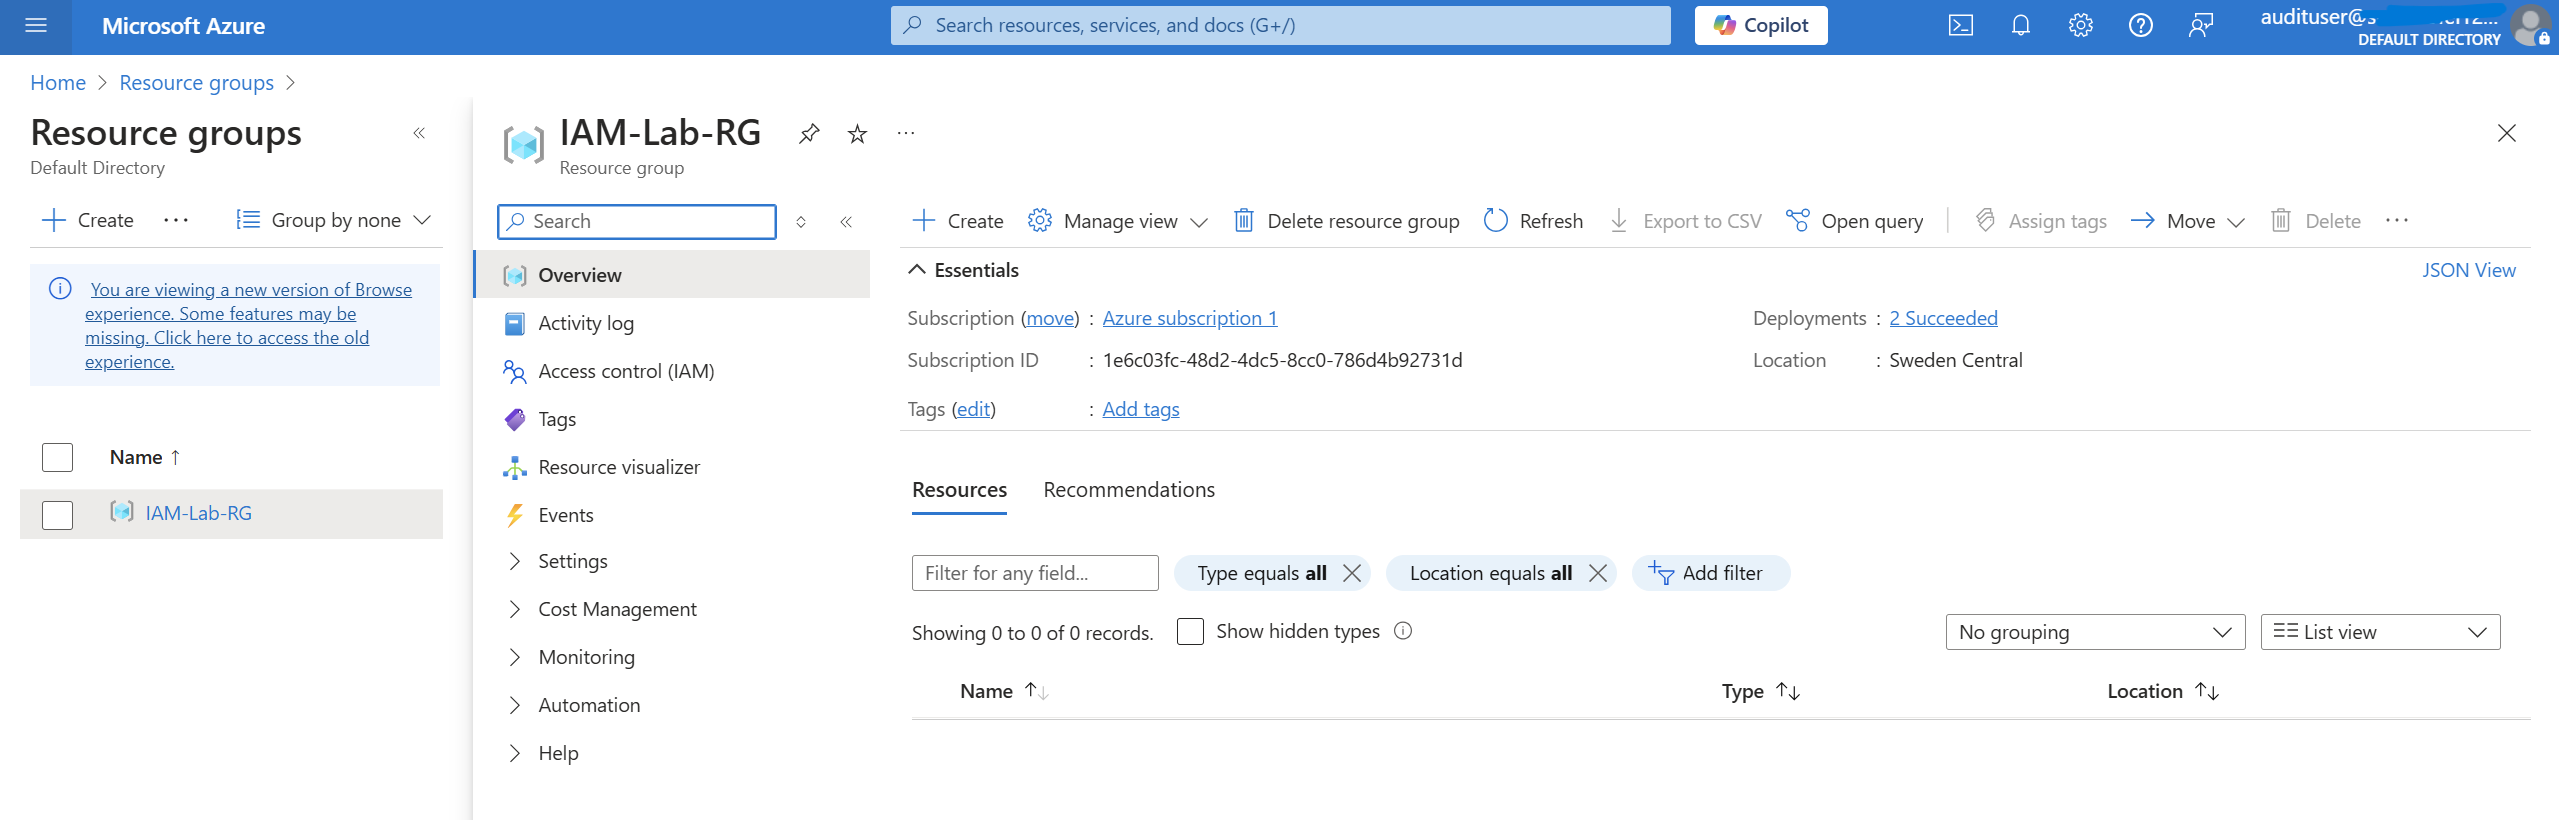 Microsoft Azure
Search resources, services, and docs (G+/)
Copilot
audituser@
DEFAULT DIRECTORY
Home > Resource groups >
Resource groups
Default Directory
Create
Group by none
You are viewing a new version of Browse
experience. Some features may be
missing. Click here to access the old
experience.
Name ↑
IAM-Lab-RG
IAM-Lab-RG
Resource group
Search
Overview
Activity log
Access control (IAM)
Tags
Resource visualizer
Events
Settings
Cost Management
Monitoring
Automation
Help
Create Manage view Delete resource group Refresh Export to CSV Open query Assign tags Move Delete
Essentials
JSON View
Subscription (move) : Azure subscription 1
Deployments : 2 Succeeded
Subscription ID : 1e6c03fc-48d2-4dc5-8cc0-786d4b92731d
Location : Sweden Central
Tags (edit) : Add tags
Resources Recommendations
Filter for any field...
Type equals all
Location equals all
Add filter
Showing 0 to 0 of 0 records.
Show hidden types
No grouping
List view
Name ↑↓ Type ↑↓ Location ↑↓